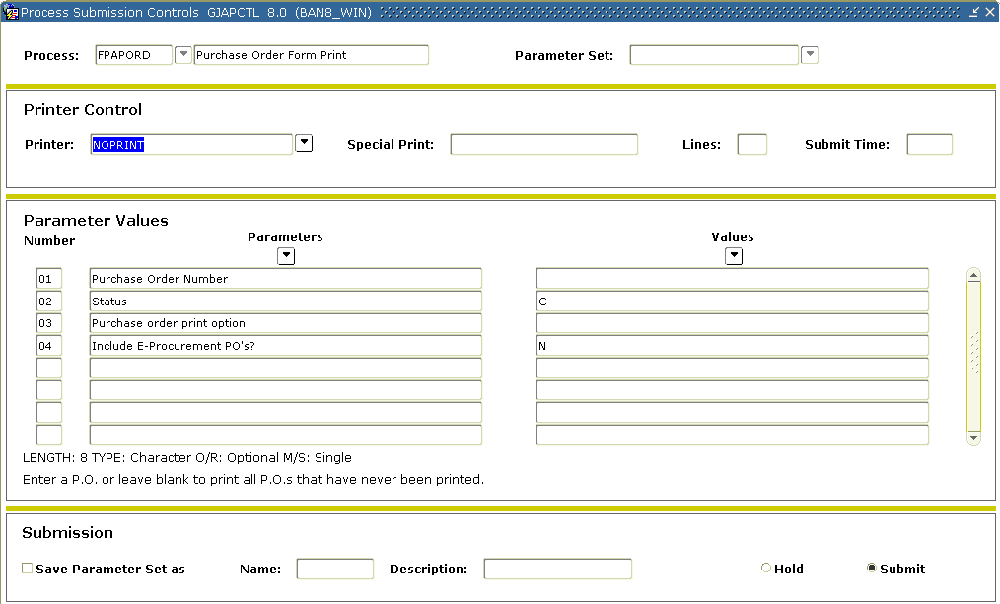 Process Submission Controls  GJAPCTL  8.0  (BAN8_WIN)
Process: FPAPORD Purchase Order Form Print Parameter Set:
Printer Control
Printer: NOPRINT Special Print: Lines: Submit Time:
Parameter Values
Number Parameters Values
01 Purchase Order Number
02 Status C
03 Purchase order print option
04 Include E-Procurement PO's? N
LENGTH: 8 TYPE: Character O/R: Optional M/S: Single
Enter a P.O. or leave blank to print all P.O.s that have never been printed.
Submission
Save Parameter Set as Name: Description: Hold Submit